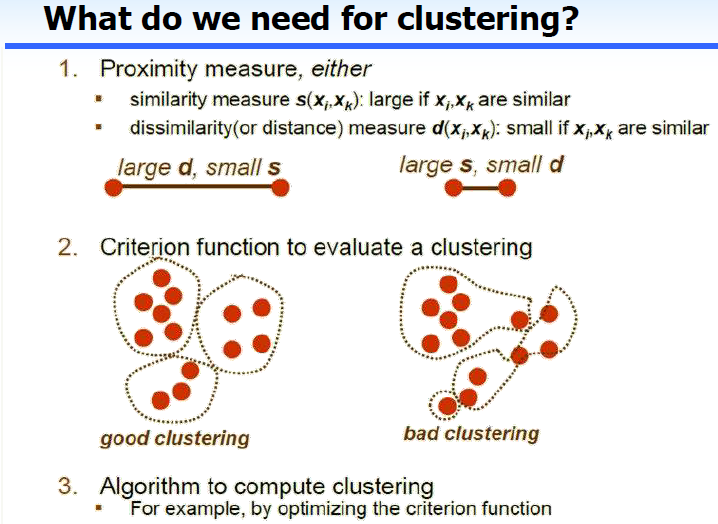 What do we need for clustering?
1. Proximity measure, either
▪ similarity measure s(xi,xk): large if xi,xk are similar
▪ dissimilarity(or distance) measure d(xi,xk): small if xi,xk are similar
large d, small s
large s, small d
2. Criterion function to evaluate a clustering
good clustering
bad clustering
3. Algorithm to compute clustering
▪ For example, by optimizing the criterion function